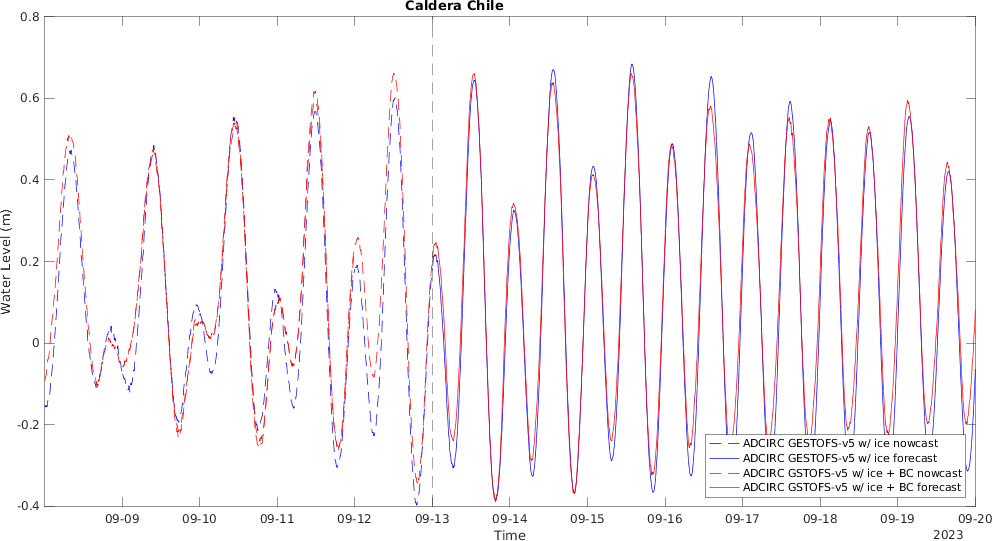 Caldera Chile
0.8
0.6
0.4
0.2
0
-0.2
-0.4
Water Level (m)
ADCIRC GESTOFS-v5 w/ ice nowcast
ADCIRC GESTOFS-v5 w/ ice forecast
ADCIRC GSTOFS-v5 w/ ice + BC nowcast
ADCIRC GSTOFS-v5 w/ ice + BC forecast
09-09 09-10 09-11 09-12 09-13 09-14 09-15 09-16 09-17 09-18 09-19 09-20
Time
2023